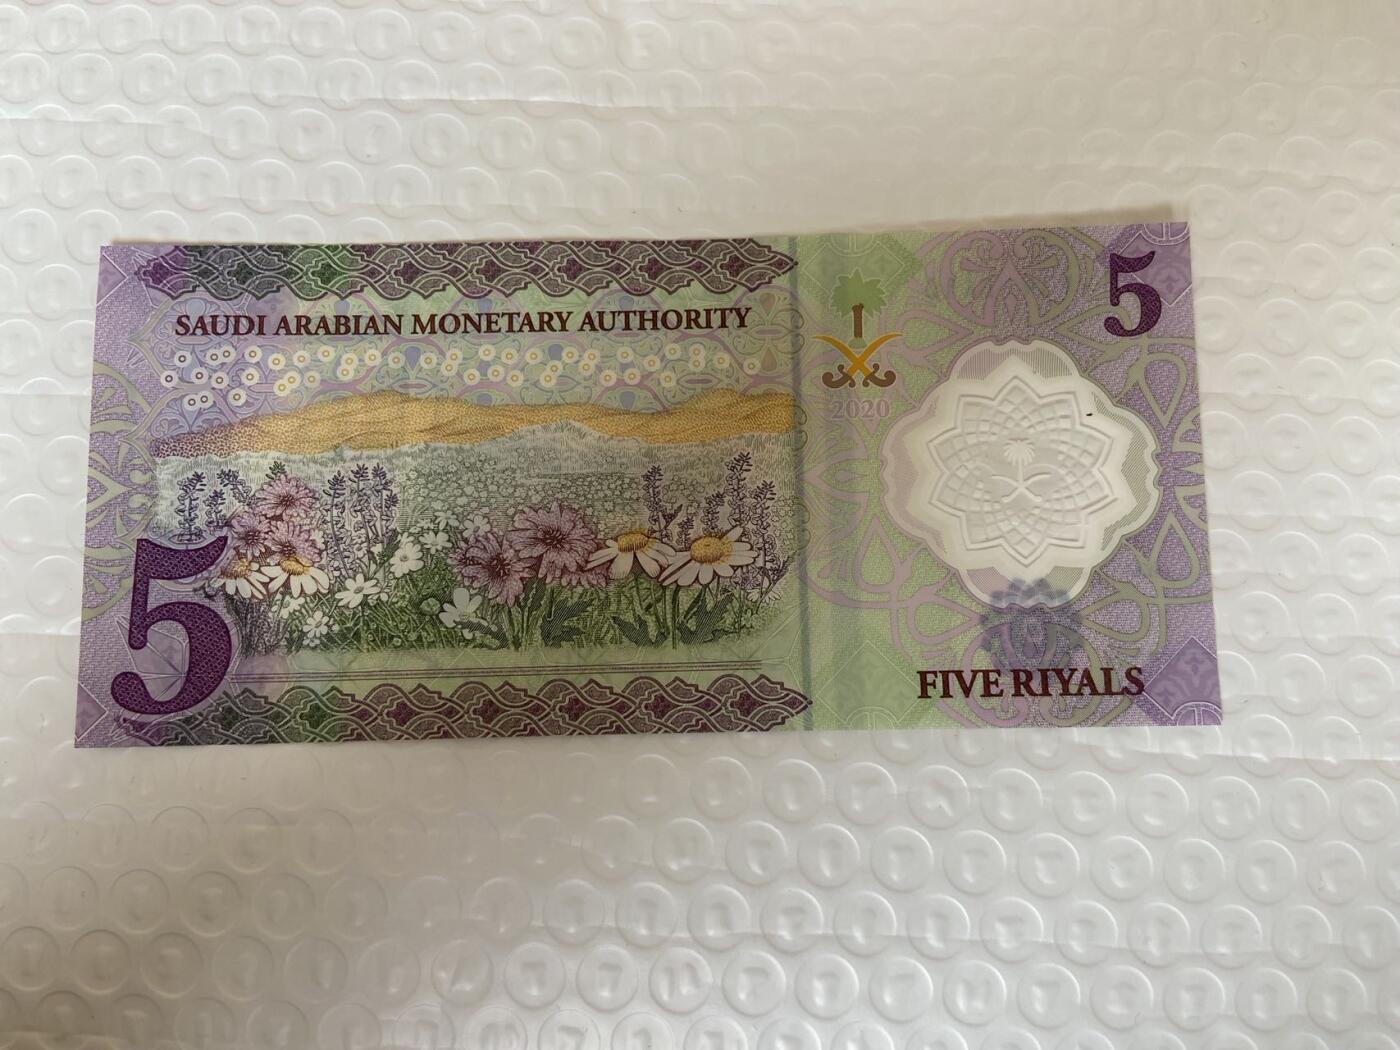 SAUDI ARABIAN MONETARY AUTHORITY
5
2020
5
FIVE RIYALS